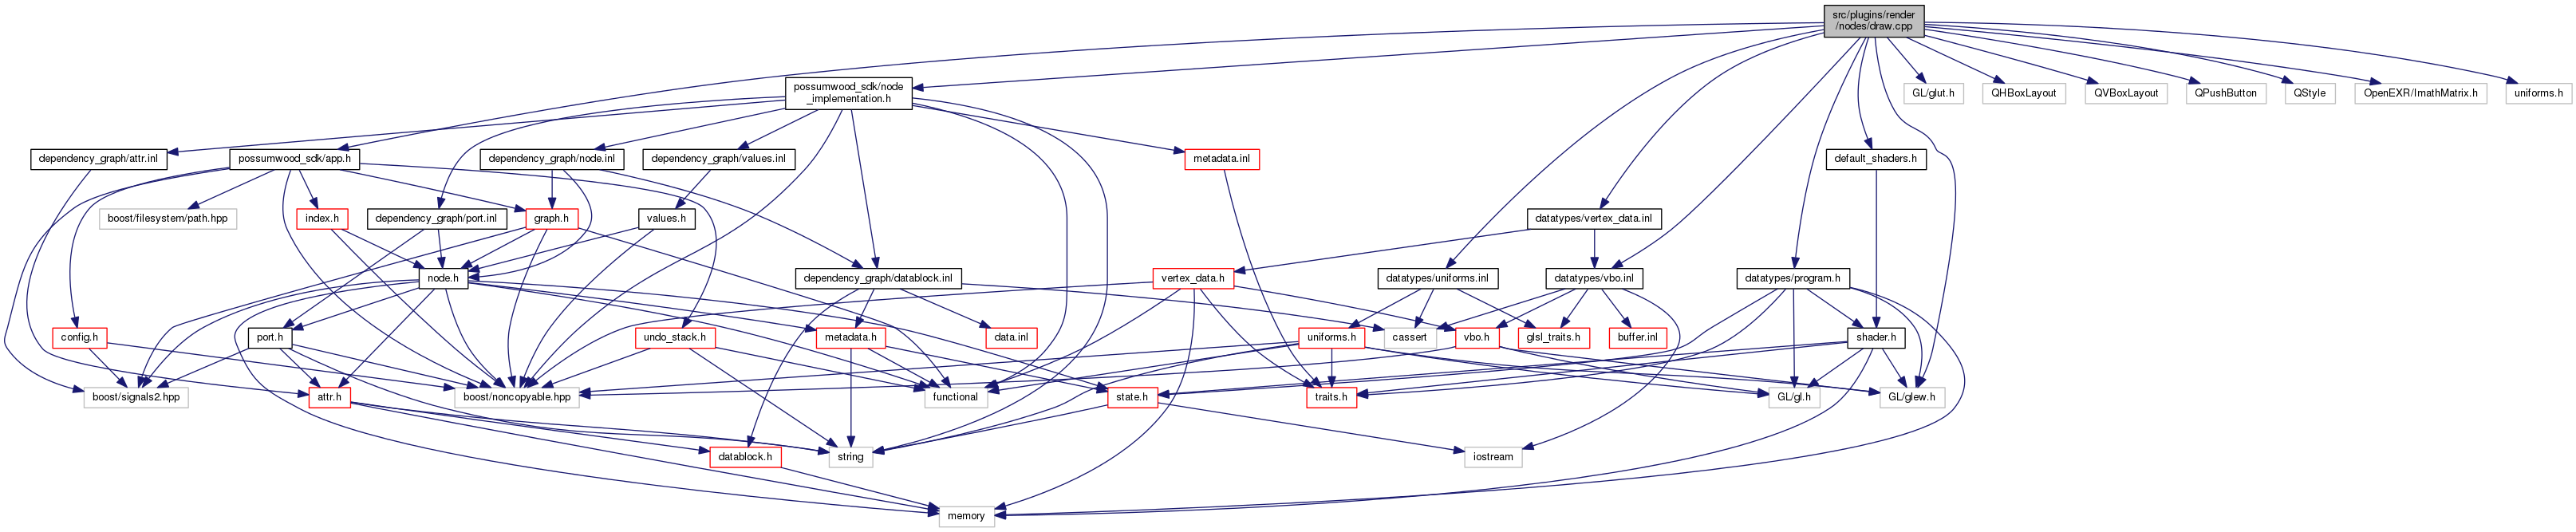 src/plugins/render
/nodes/draw.cpp
possumwood_sdk/node
_implementation.h
GL/glut.h
QHBoxLayout
QVBoxLayout
QPushButton
QStyle
OpenEXR/ImathMatrix.h
uniforms.h
dependency_graph/attr.inl
possumwood_sdk/app.h
dependency_graph/node.inl
dependency_graph/values.inl
metadata.inl
default_shaders.h
boost/filesystem/path.hpp
index.h
dependency_graph/port.inl
graph.h
values.h
datatypes/vertex_data.inl
node.h
dependency_graph/datablock.inl
vertex_data.h
datatypes/uniforms.inl
datatypes/vbo.inl
datatypes/program.h
config.h
port.h
undo_stack.h
metadata.h
data.inl
uniforms.h
cassert
vbo.h
glsl_traits.h
buffer.inl
shader.h
boost/signals2.hpp
attr.h
boost/noncopyable.hpp
functional
state.h
traits.h
GL/gl.h
GL/glew.h
datablock.h
string
iostream
memory